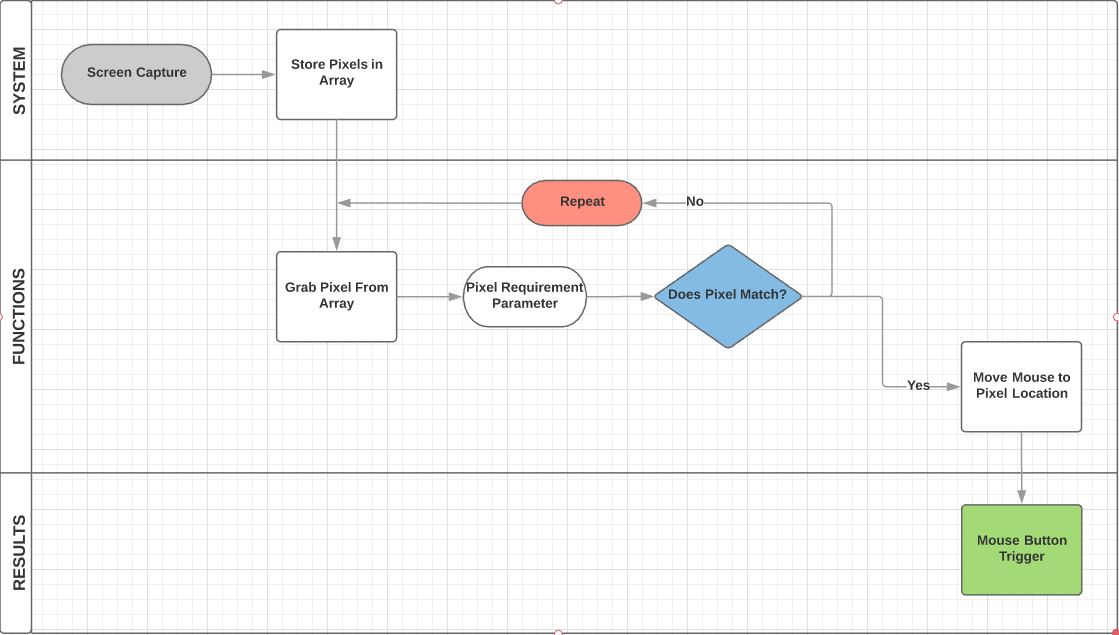 SYSTEM
Screen Capture
Store Pixels in
Array
FUNCTIONS
Repeat
No
Grab Pixel From
Array
Pixel Requirement
Parameter
Does Pixel Match?
Yes
Move Mouse to
Pixel Location
RESULTS
Mouse Button
Trigger